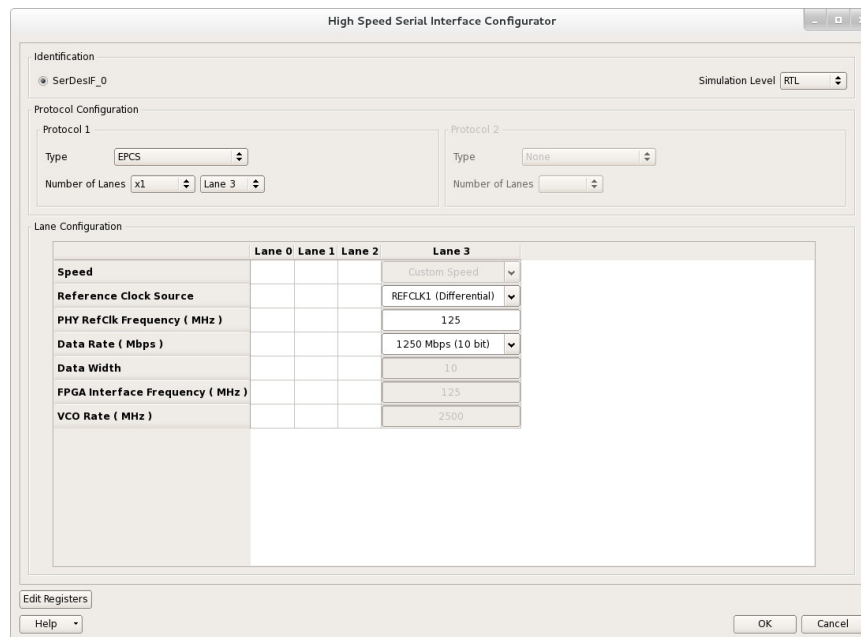 High Speed Serial Interface Configurator
Identification
SerDesIF_0
Simulation Level RTL
Protocol Configuration
Protocol 1
Protocol 2
Type EPCS
Type None
Number of Lanes x1 Lane 3
Number of Lanes
Lane Configuration
Lane 0 Lane 1 Lane 2 Lane 3
Speed Custom Speed
Reference Clock Source REFCLK1 (Differential)
PHY RefClk Frequency ( MHz ) 125
Data Rate ( Mbps ) 1250 Mbps (10 bit)
Data Width 10
FPGA Interface Frequency ( MHz ) 125
VCO Rate ( MHz ) 2500
Edit Registers
Help
OK
Cancel